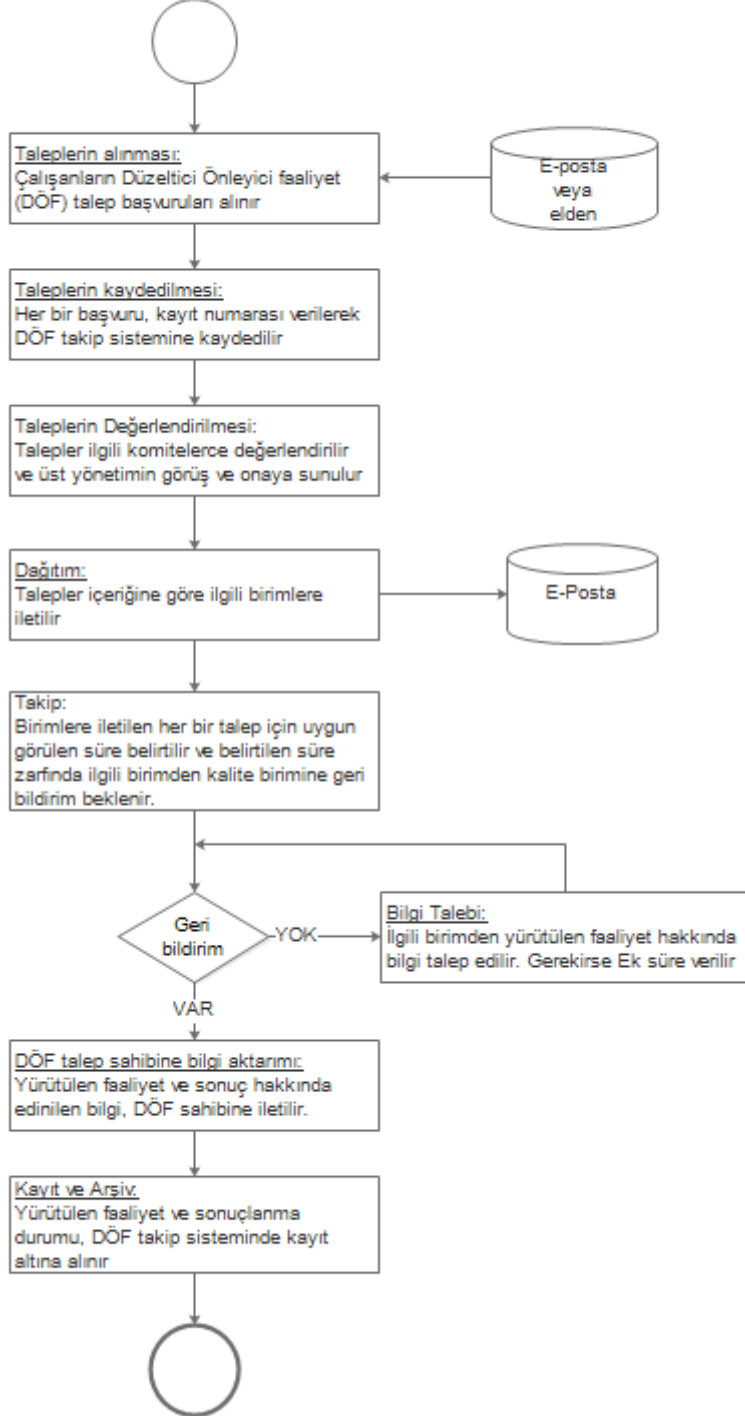 Taleplerin alınması:
Çalışanların Düzeltici Önleyici faaliyet
(DÖF) talep başvuruları alınır
E-posta
veya
elden
Taleplerin kaydedilmesi:
Her bir başvuru, kayıt numarası verilerek
DÖF takip sistemine kaydedilir
Taleplerin Değerlendirilmesi:
Talepler ilgili komitelerce değerlendirilir
ve üst yönetimin görüş ve onaya sunulur
Dağıtım:
Talepler içeriğine göre ilgili birimlere
iletilir
E-Posta
Takip:
Birimlere iletilen her bir talep için uygun
görülen süre belirtilir ve belirtilen süre
zarfında ilgili birimden kalite birimine geri
bildirim beklenir.
Geri
bildirim
YOK
Bilgi Talebi:
İlgili birimden yürütülen faaliyet hakkında
bilgi talep edilir. Gerekirse Ek süre verilir
VAR
DÖF talep sahibine bilgi aktarımı:
Yürütülen faaliyet ve sonuç hakkında
edinilen bilgi, DÖF sahibine iletilir.
Kayıt ve Arşiv:
Yürütülen faaliyet ve sonuçlanma
durumu, DÖF takip sisteminde kayıt
altına alınır